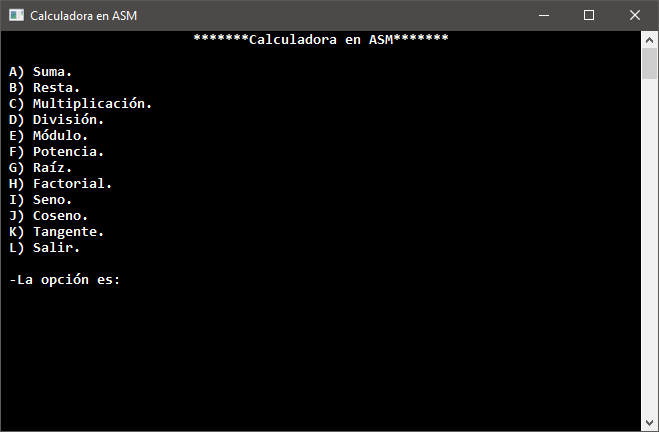 Calculadora en ASM
*******Calculadora en ASM*******
A) Suma.
B) Resta.
C) Multiplicación.
D) División.
E) Módulo.
F) Potencia.
G) Raíz.
H) Factorial.
I) Seno.
J) Coseno.
K) Tangente.
L) Salir.
-La opción es: